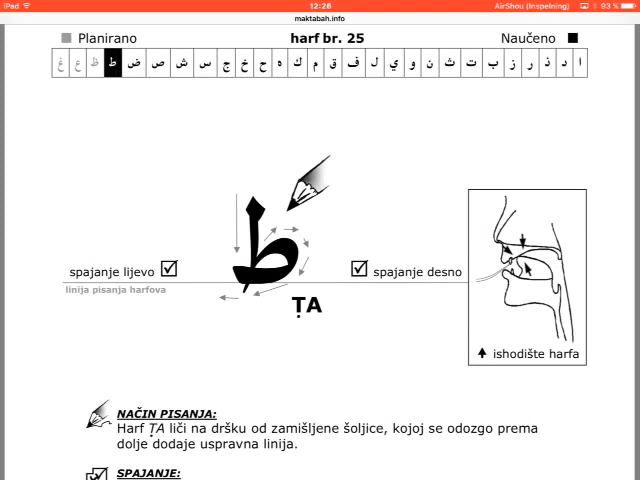 iPad 12:26 AirShou (Inspelning) 93 %
maktabah.info
Planirano harf br. 25 Naučeno
ا د ذ ر ز ب ت ث ن و ي ل ف ق م ك ه ح خ ج س ش ص ض ط ظ ع غ
ط
spajanje lijevo spajanje desno
linija pisanja harfova
ṬA
ishodište harfa
NAČIN PISANJA:
Harf ṬA liči na dršku od zamišljene šoljice, kojoj se odozgo prema
dolje dodaje uspravna linija.
SPAJANJE: